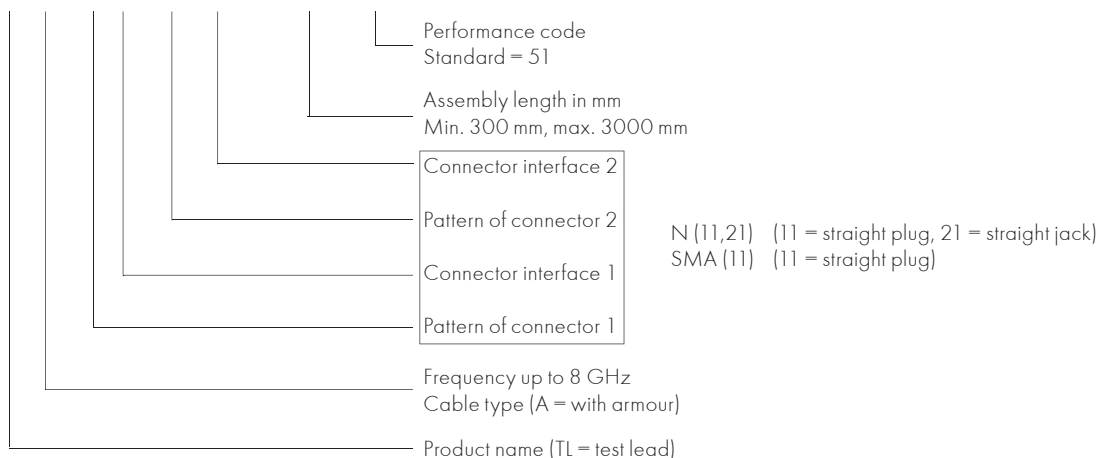 Performance code
Standard = 51
Assembly length in mm
Min. 300 mm, max. 3000 mm
Connector interface 2
Pattern of connector 2
N (11,21) (11 = straight plug, 21 = straight jack)
SMA (11) (11 = straight plug)
Connector interface 1
Pattern of connector 1
Frequency up to 8 GHz
Cable type (A = with armour)
Product name (TL = test lead)